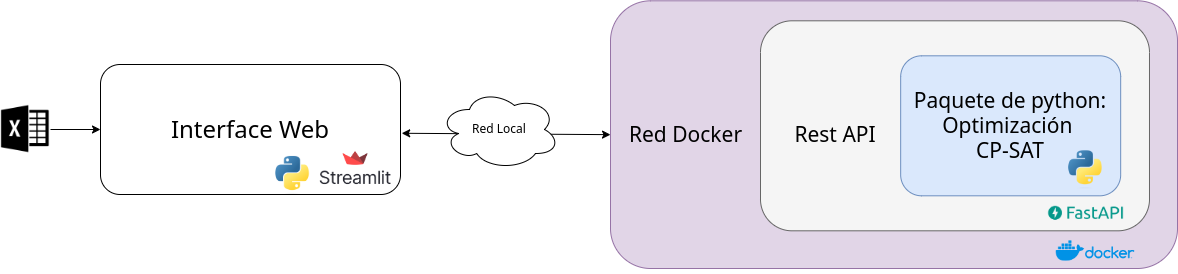 X
Interface Web
Streamlit
Red Local
Red Docker
Rest API
Paquete de python:
Optimización
CP-SAT
FastAPI
docker